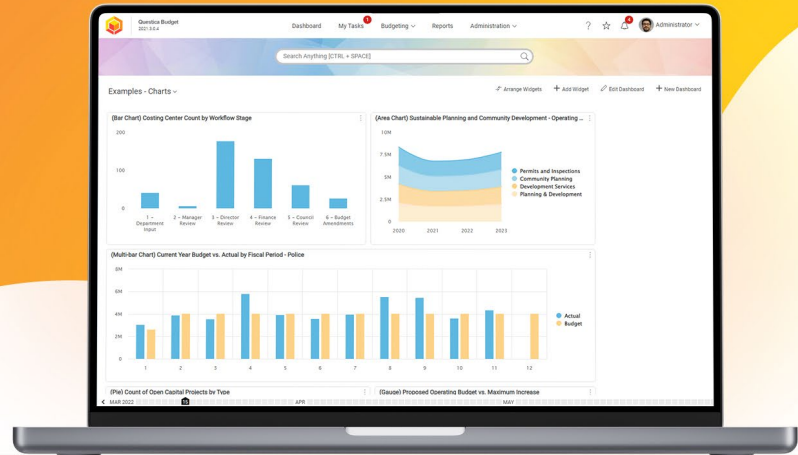 Questica Budget
2021.3.0.4
Dashboard My Tasks 1 Budgeting Reports Administration ? 4 Administrator
Search Anything [CTRL + SPACE]
Examples - Charts
Arrange Widgets + Add Widget Edit Dashboard + New Dashboard
(Bar Chart) Costing Center Count by Workflow Stage
200
100
0
1 - Department Input
2 - Manager Review
3 - Director Review
4 - Finance Review
5 - Council Review
6 - Budget Amendments
(Area Chart) Sustainable Planning and Community Development - Operating ...
10M
7.5M
5M
2.5M
0
2020 2021 2022 2023
Permits and Inspections
Community Planning
Development Services
Planning & Development
(Multi-bar Chart) Current Year Budget vs. Actual by Fiscal Period - Police
8M
6M
4M
2M
0
1 2 3 4 5 6 7 8 9 10 11 12
Actual
Budget
(Pie) Count of Open Capital Projects by Type
(Gauge) Proposed Operating Budget vs. Maximum Increase
MAR 2022 15 APR MAY